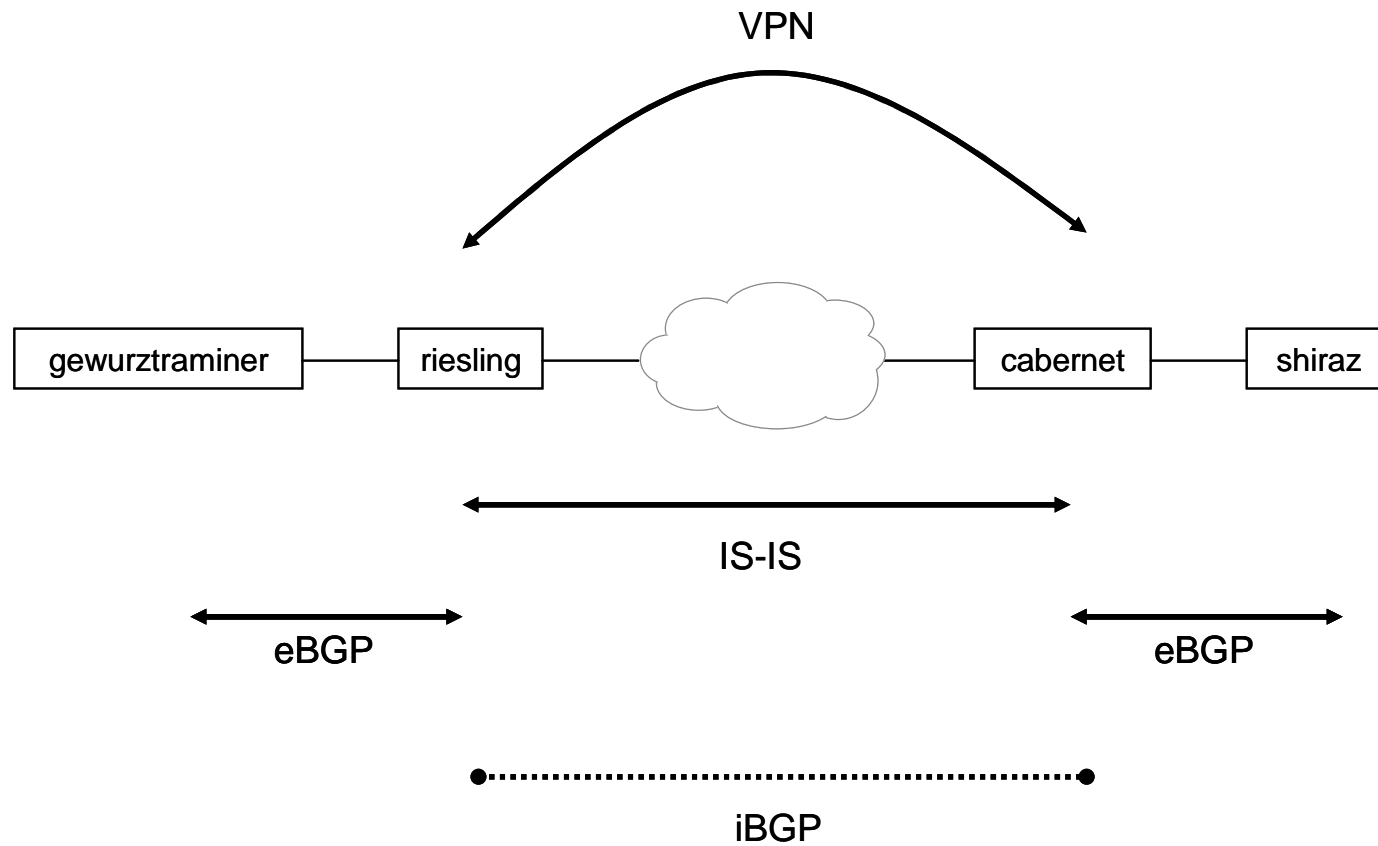 VPN
gewurztraminer
riesling
cabernet
shiraz
IS-IS
eBGP
eBGP
iBGP